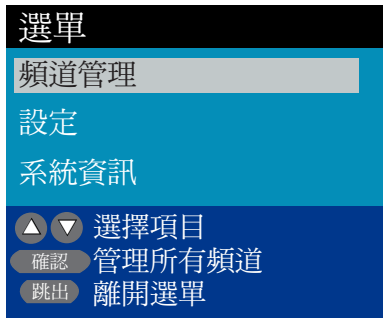 選單
頻道管理
設定
系統資訊
選擇項目
確認 管理所有頻道
跳出 離開選單